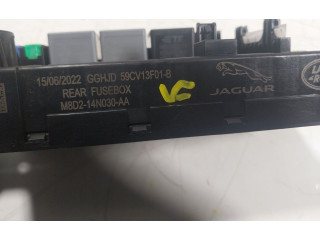 15/06/2022 GGHJD 59CV13F01-B
REAR FUSEBOX
M8D2-14N030-AA
VC
JAGUAR